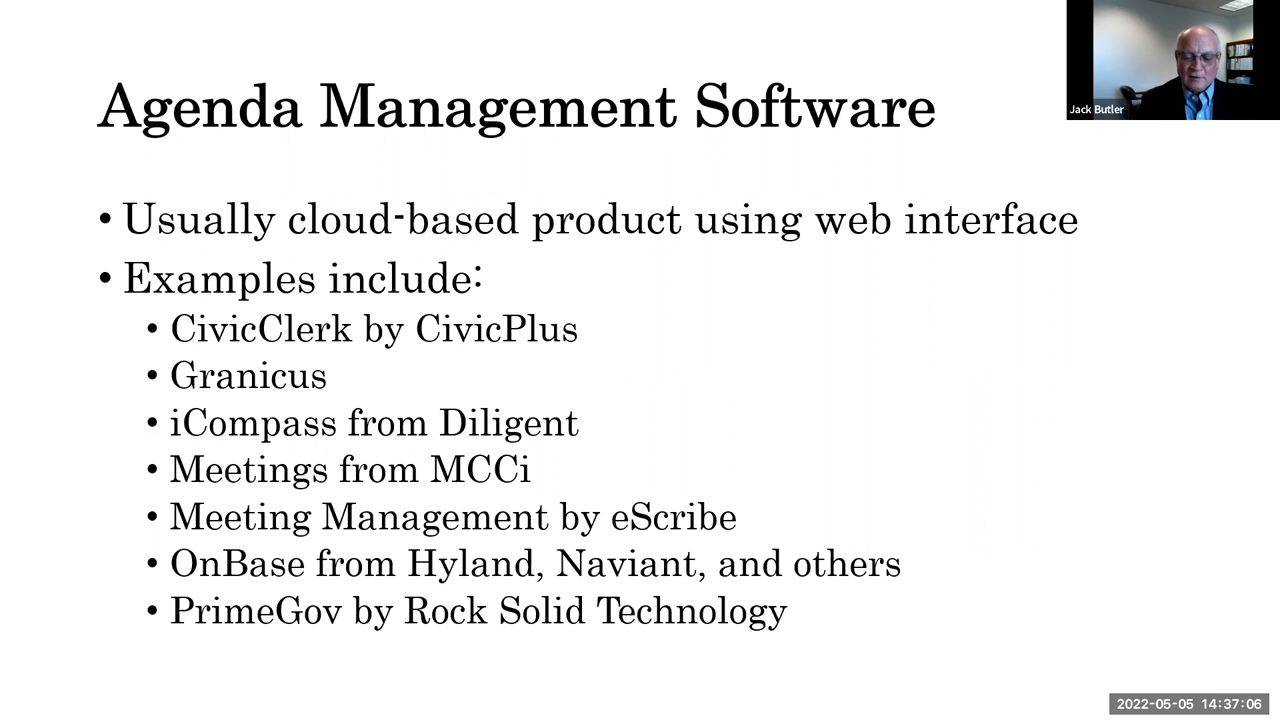 Agenda Management Software
Jack Butler
• Usually cloud-based product using web interface
• Examples include:
• CivicClerk by CivicPlus
• Granicus
• iCompass from Diligent
• Meetings from MCCi
• Meeting Management by eScribe
• OnBase from Hyland, Naviant, and others
• PrimeGov by Rock Solid Technology
2022-05-05 14:37:06